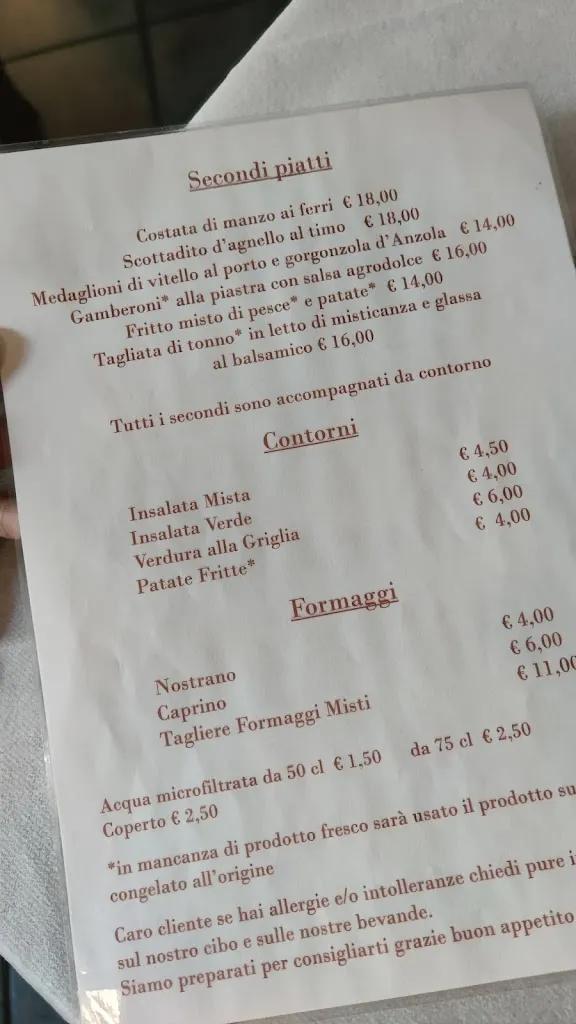 Secondi piatti
Costata di manzo ai ferri € 18,00
Scottadito d'agnello al timo € 18,00
Medaglioni di vitello al porto e gorgonzola d'Anzola € 14,00
Gamberoni* alla piastra con salsa agrodolce € 16,00
Fritto misto di pesce* e patate* € 14,00
Tagliata di tonno* in letto di misticanza e glassa
al balsamico € 16,00
Tutti i secondi sono accompagnati da contorno
Contorni
Insalata Mista € 4,50
Insalata Verde € 4,00
Verdura alla Griglia € 6,00
Patate Fritte* € 4,00
Formaggi
Nostrano € 4,00
Caprino € 6,00
Tagliere Formaggi Misti € 11,00
Acqua microfiltrata da 50 cl € 1,50 da 75 cl € 2,50
Coperto € 2,50
*in mancanza di prodotto fresco sarà usato il prodotto su
congelato all'origine
Caro cliente se hai allergie e/o intolleranze chiedi pure i
sul nostro cibo e sulle nostre bevande.
Siamo preparati per consigliarti grazie buon appetito